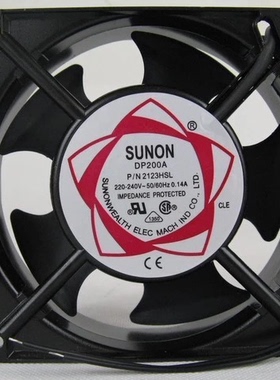 SUNON
DP200A
P/N 2123HSL
220-240V~50/60Hz 0.14A
IMPEDANCE PROTECTED
SUNONWEALTH ELEC MACH IND CO., LTD
CLE
CE